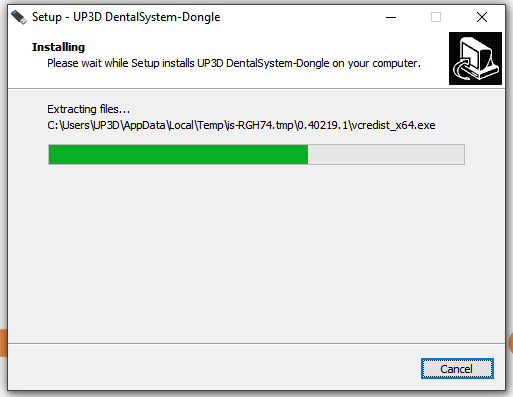 Setup - UP3D DentalSystem-Dongle
Installing
Please wait while Setup installs UP3D DentalSystem-Dongle on your computer.
Extracting files...
C:\Users\UP3D\AppData\Local\Temp\is-RGH74.tmp\0.40219.1\vcredist_x64.exe
Cancel